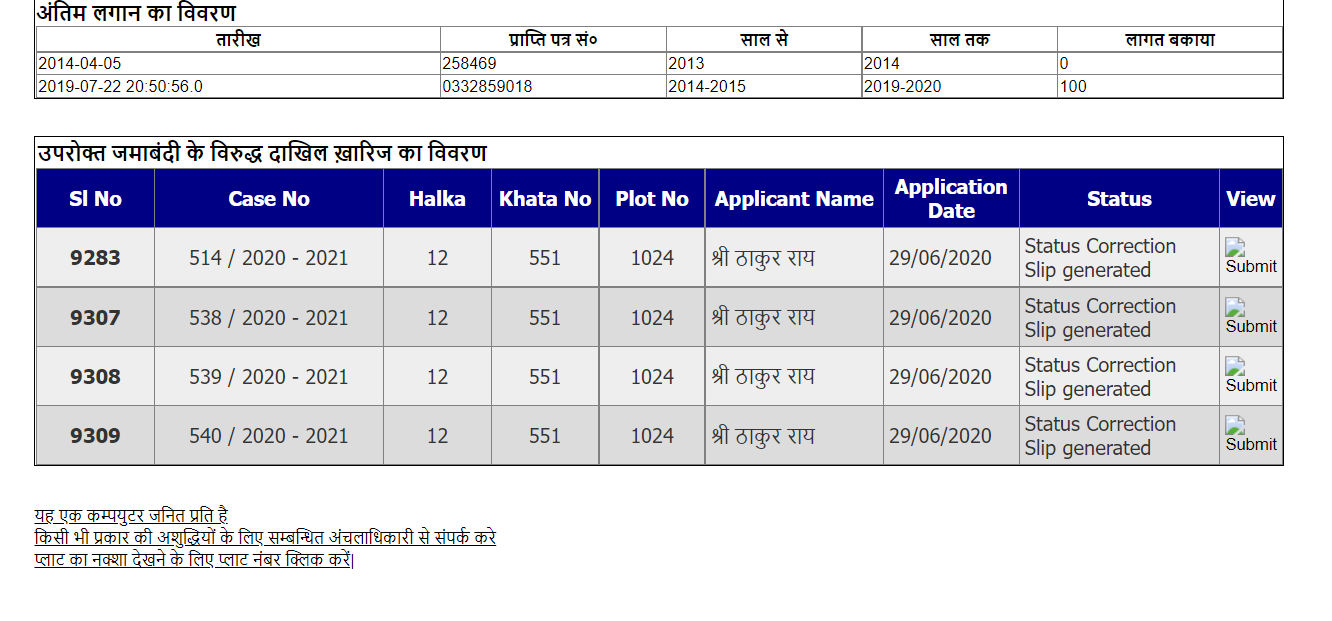 अंतिम लगान का विवरण
तारीख प्राप्ति पत्र सं० साल से साल तक लागत बकाया
2014-04-05 258469 2013 2014 0
2019-07-22 20:50:56.0 0332859018 2014-2015 2019-2020 100
उपरोक्त जमाबंदी के विरुद्ध दाखिल ख़ारिज का विवरण
Sl No Case No Halka Khata No Plot No Applicant Name Application Date Status View
9283 514 / 2020 - 2021 12 551 1024 श्री ठाकुर राय 29/06/2020 Status Correction Slip generated Submit
9307 538 / 2020 - 2021 12 551 1024 श्री ठाकुर राय 29/06/2020 Status Correction Slip generated Submit
9308 539 / 2020 - 2021 12 551 1024 श्री ठाकुर राय 29/06/2020 Status Correction Slip generated Submit
9309 540 / 2020 - 2021 12 551 1024 श्री ठाकुर राय 29/06/2020 Status Correction Slip generated Submit
यह एक कम्पयुटर जनित प्रति है
किसी भी प्रकार की अशुद्धियों के लिए सम्बन्धित अंचलाधिकारी से संपर्क करे
प्लाट का नक्शा देखने के लिए प्लाट नंबर क्लिक करें|